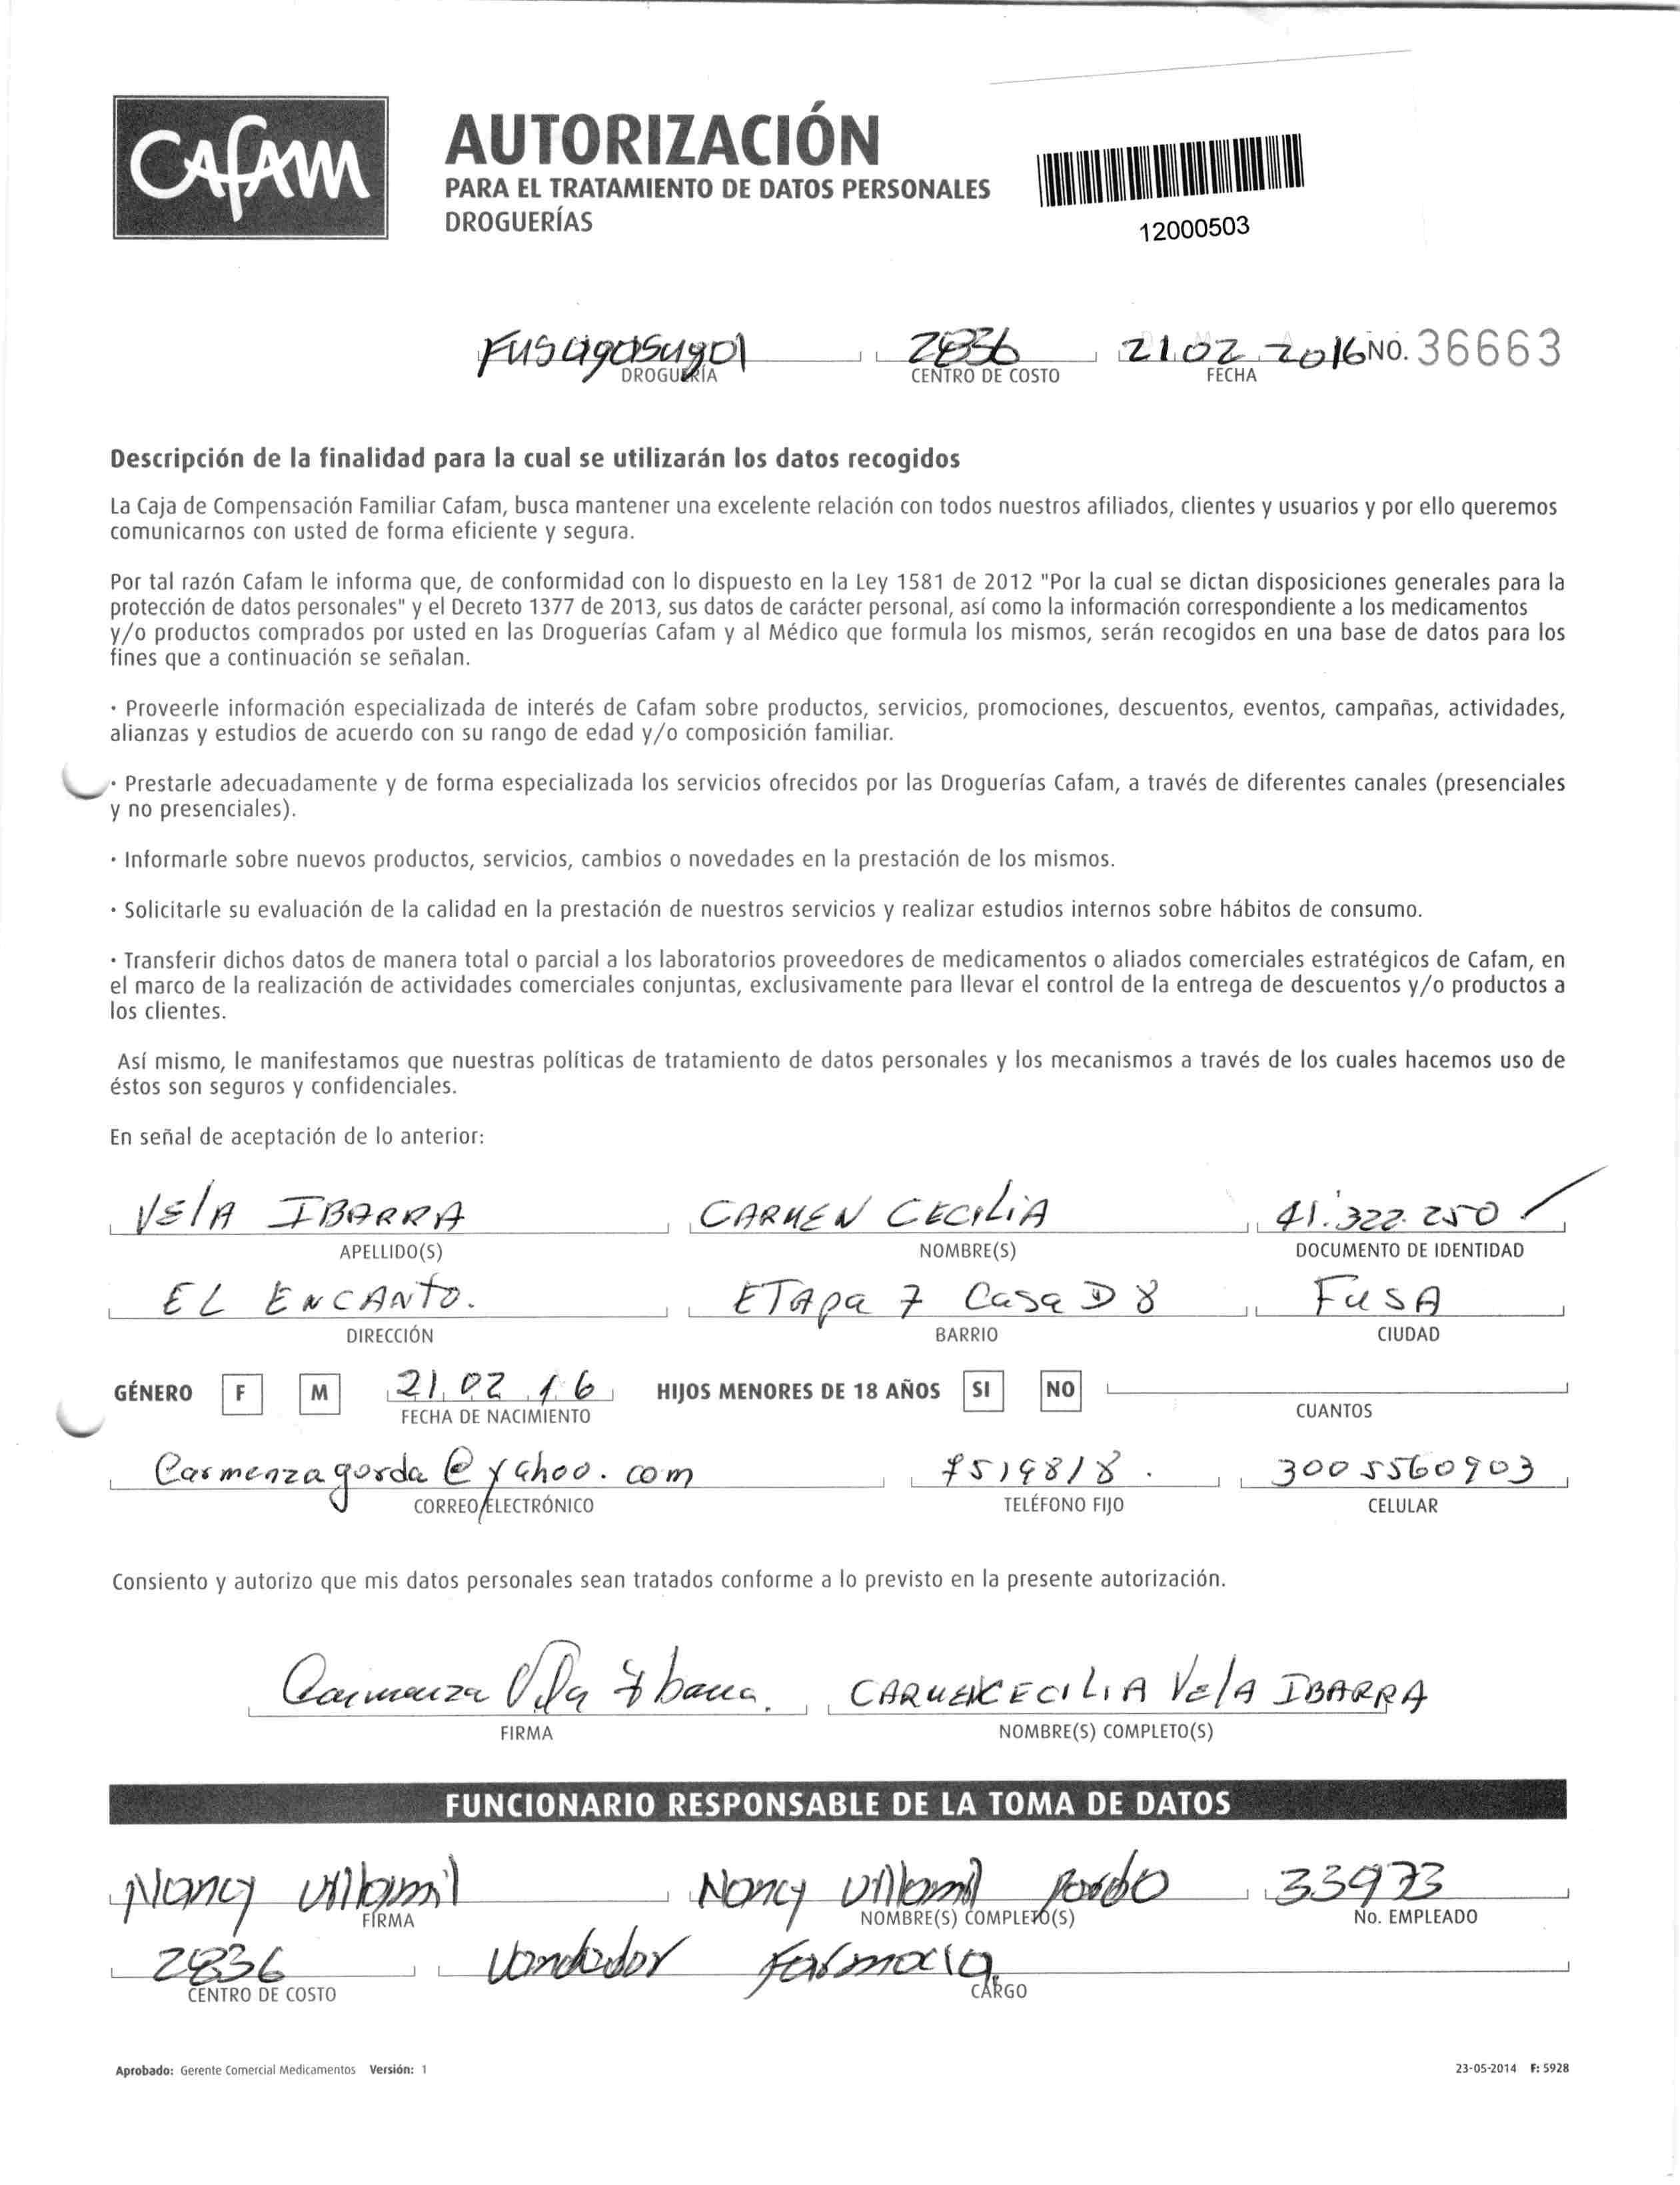 CAFAM
AUTORIZACIÓN
PARA EL TRATAMIENTO DE DATOS PERSONALES
DROGUERÍAS
12000503
Fusagasuga 2836 21 02 2016 NO. 36663
DROGUERÍA CENTRO DE COSTO FECHA
Descripción de la finalidad para la cual se utilizarán los datos recogidos
La Caja de Compensación Familiar Cafam, busca mantener una excelente relación con todos nuestros afiliados, clientes y usuarios y por ello queremos
comunicarnos con usted de forma eficiente y segura.
Por tal razón Cafam le informa que, de conformidad con lo dispuesto en la Ley 1581 de 2012 "Por la cual se dictan disposiciones generales para la
protección de datos personales" y el Decreto 1377 de 2013, sus datos de carácter personal, así como la información correspondiente a los medicamentos
y/o productos comprados por usted en las Droguerías Cafam y al Médico que formula los mismos, serán recogidos en una base de datos para los
fines que a continuación se señalan.
· Proveerle información especializada de interés de Cafam sobre productos, servicios, promociones, descuentos, eventos, campañas, actividades,
alianzas y estudios de acuerdo con su rango de edad y/o composición familiar.
· Prestarle adecuadamente y de forma especializada los servicios ofrecidos por las Droguerías Cafam, a través de diferentes canales (presenciales
y no presenciales).
· Informarle sobre nuevos productos, servicios, cambios o novedades en la prestación de los mismos.
· Solicitarle su evaluación de la calidad en la prestación de nuestros servicios y realizar estudios internos sobre hábitos de consumo.
· Transferir dichos datos de manera total o parcial a los laboratorios proveedores de medicamentos o aliados comerciales estratégicos de Cafam, en
el marco de la realización de actividades comerciales conjuntas, exclusivamente para llevar el control de la entrega de descuentos y/o productos a
los clientes.
Así mismo, le manifestamos que nuestras políticas de tratamiento de datos personales y los mecanismos a través de los cuales hacemos uso de
éstos son seguros y confidenciales.
En señal de aceptación de lo anterior:
VelA IBARRA CARMEN CECILIA 41.322.250
APELLIDO(S) NOMBRE(S) DOCUMENTO DE IDENTIDAD
EL ENCANTO. ETApa 7 Casa D 8 FusA
DIRECCIÓN BARRIO CIUDAD
GÉNERO F M 21 02 16 HIJOS MENORES DE 18 AÑOS SI NO
FECHA DE NACIMIENTO CUANTOS
Carmenzagorda@yahoo.com 3005560903
CORREO ELECTRÓNICO TELÉFONO FIJO CELULAR
Consiento y autorizo que mis datos personales sean tratados conforme a lo previsto en la presente autorización.
Carmenza Vela Ibarra. CARMEN CECILIA VelA IBARRA
FIRMA NOMBRE(S) COMPLETO(S)
FUNCIONARIO RESPONSABLE DE LA TOMA DE DATOS
Nancy Villamil Nancy Villamil Pardo 33973
FIRMA NOMBRE(S) COMPLETO(S) No. EMPLEADO
2836 Vendedor Farmacia
CENTRO DE COSTO CARGO
Aprobado: Gerente Comercial Medicamentos Versión: 1 23-05-2014 F: 5928